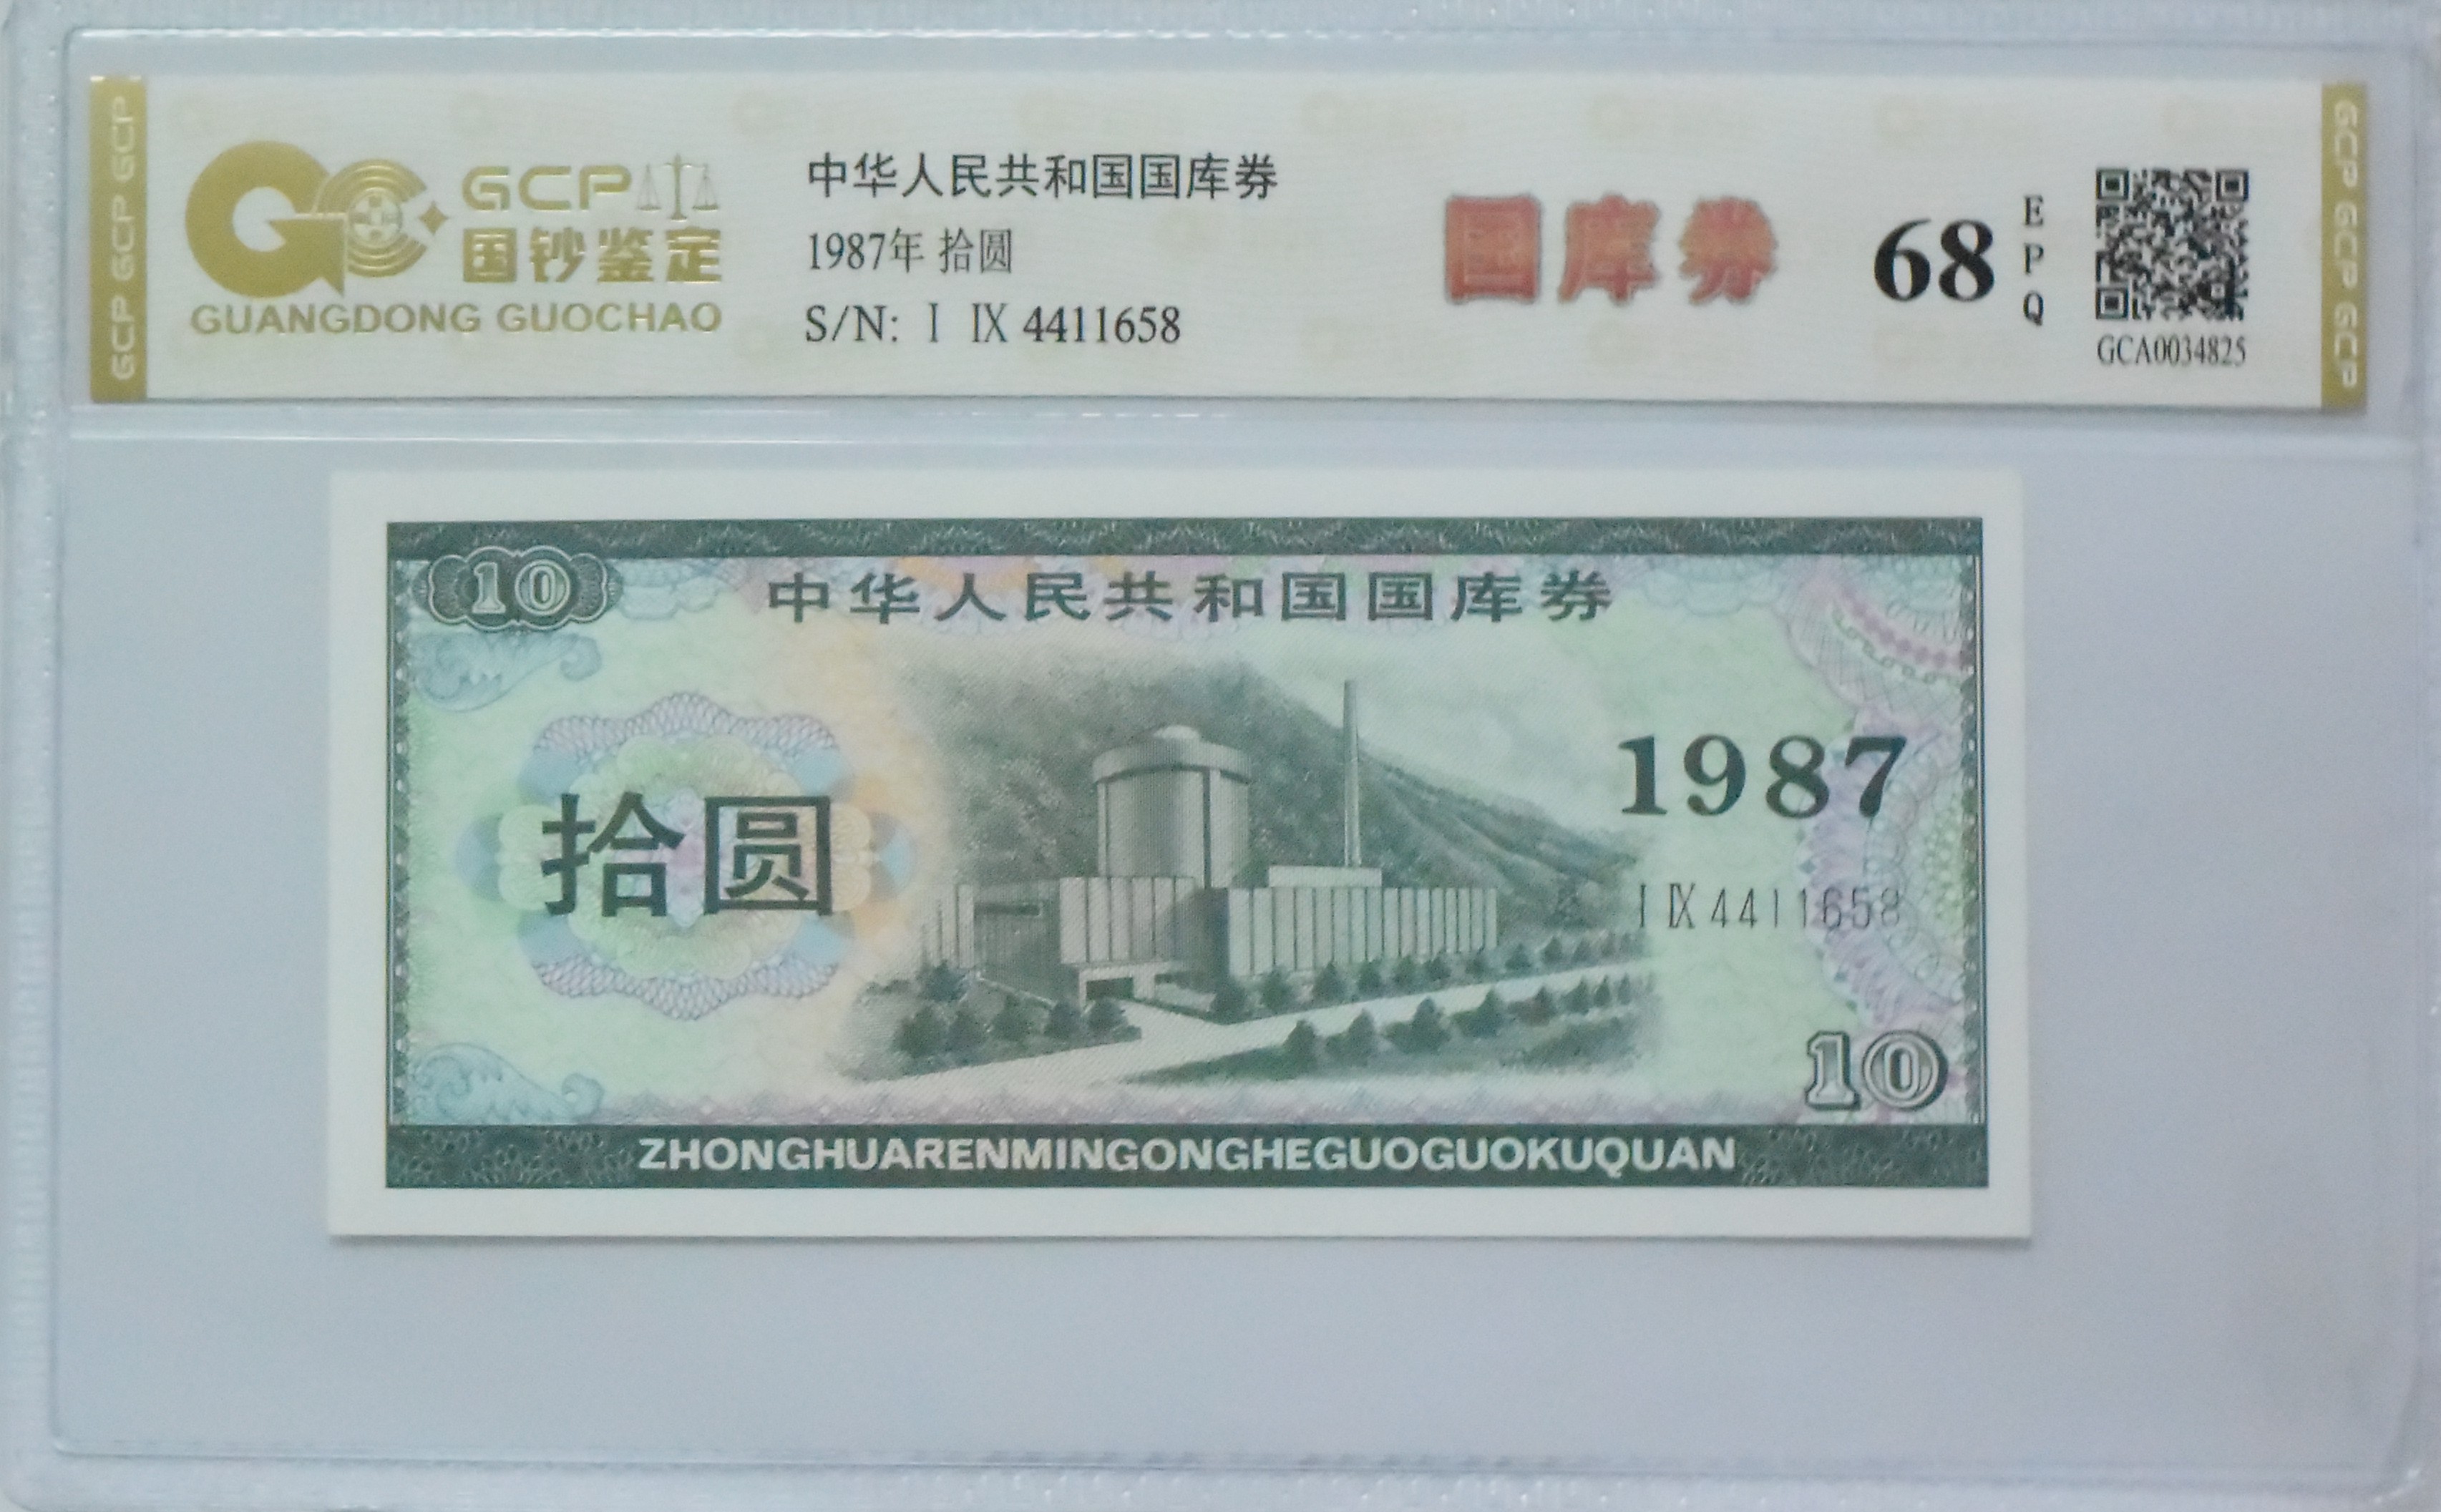 GCP GCP GCP
GCP
国钞鉴定
GUANGDONG GUOCHAO
中华人民共和国国库券
1987年 拾圆
S/N: I IX 4411658
国库券
68
EPQ
GCA0034825
GCP GCP GCP
10
中华人民共和国国库券
拾圆
1987
I IX 4411658
10
ZHONGHUARENMINGONGHEGUOGUOKUQUAN